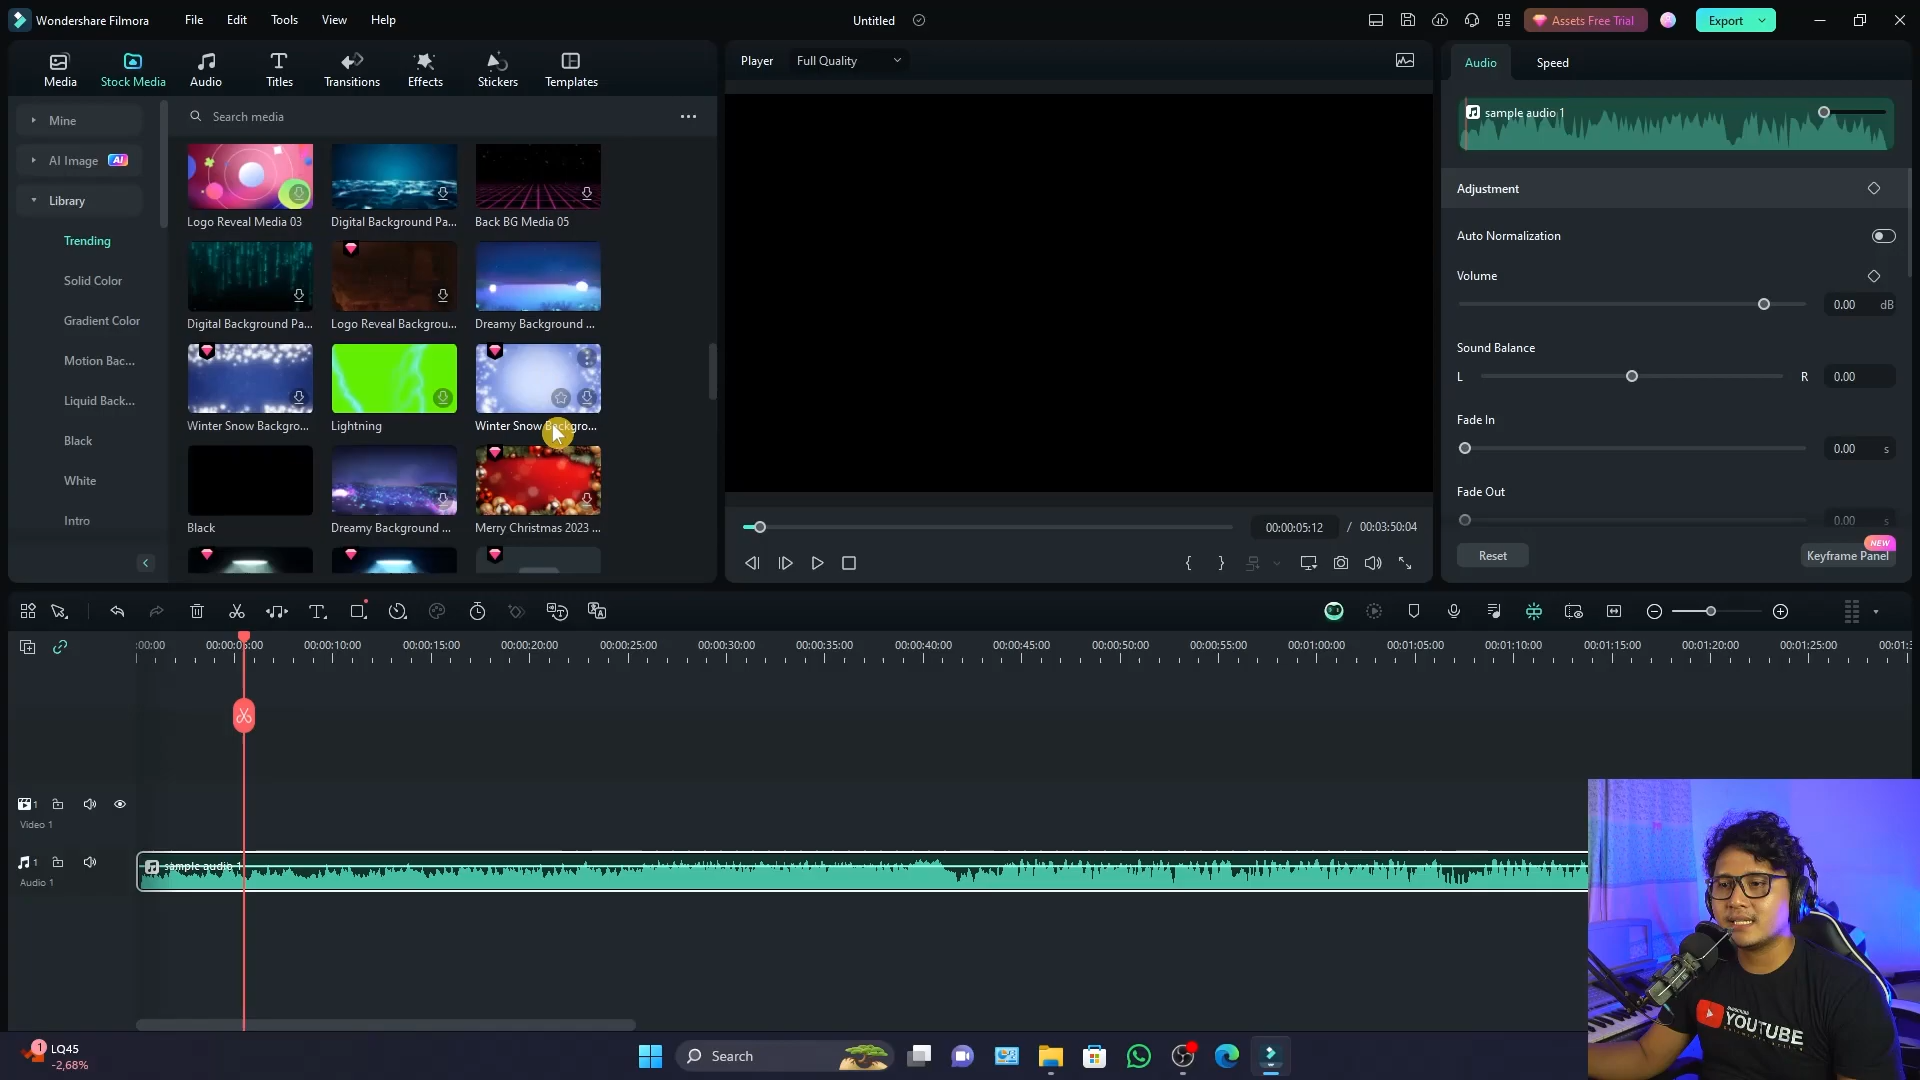 Wondershare Filmora
File
Edit
Tools
View
Help
Untitled
Assets Free Trial
Export
Media
Stock Media
Audio
Titles
Transitions
Effects
Stickers
Templates
Player
Full Quality
Audio
Speed
Mine
AI Image AI
Library
Trending
Solid Color
Gradient Color
Motion Bac...
Liquid Back...
Black
White
Intro
Search media
Logo Reveal Media 03
Digital Background Pa...
Back BG Media 05
Digital Background Pa...
Logo Reveal Backgrou...
Dreamy Background ...
Winter Snow Backgro...
Lightning
Winter Snow Backgro...
Black
Dreamy Background ...
Merry Christmas 2023 ...
00:00:05:12 / 00:03:50:04
{ }
sample audio 1
Adjustment
Auto Normalization
Volume
0.00 dB
Sound Balance
L R 0.00
Fade In
0.00 s
Fade Out
0.00 s
Reset
NEW
Keyframe Panel
:00:00
00:00:05:00
00:00:10:00
00:00:15:00
00:00:20:00
00:00:25:00
00:00:30:00
00:00:35:00
00:00:40:00
00:00:45:00
00:00:50:00
00:00:55:00
00:01:00:00
00:01:05:00
00:01:10:00
00:01:15:00
00:01:20:00
00:01:25:00
00:01:3
1
Video 1
1
Audio 1
sample audio 1
YOUTUBE
1
LQ45
-2,68%
Search